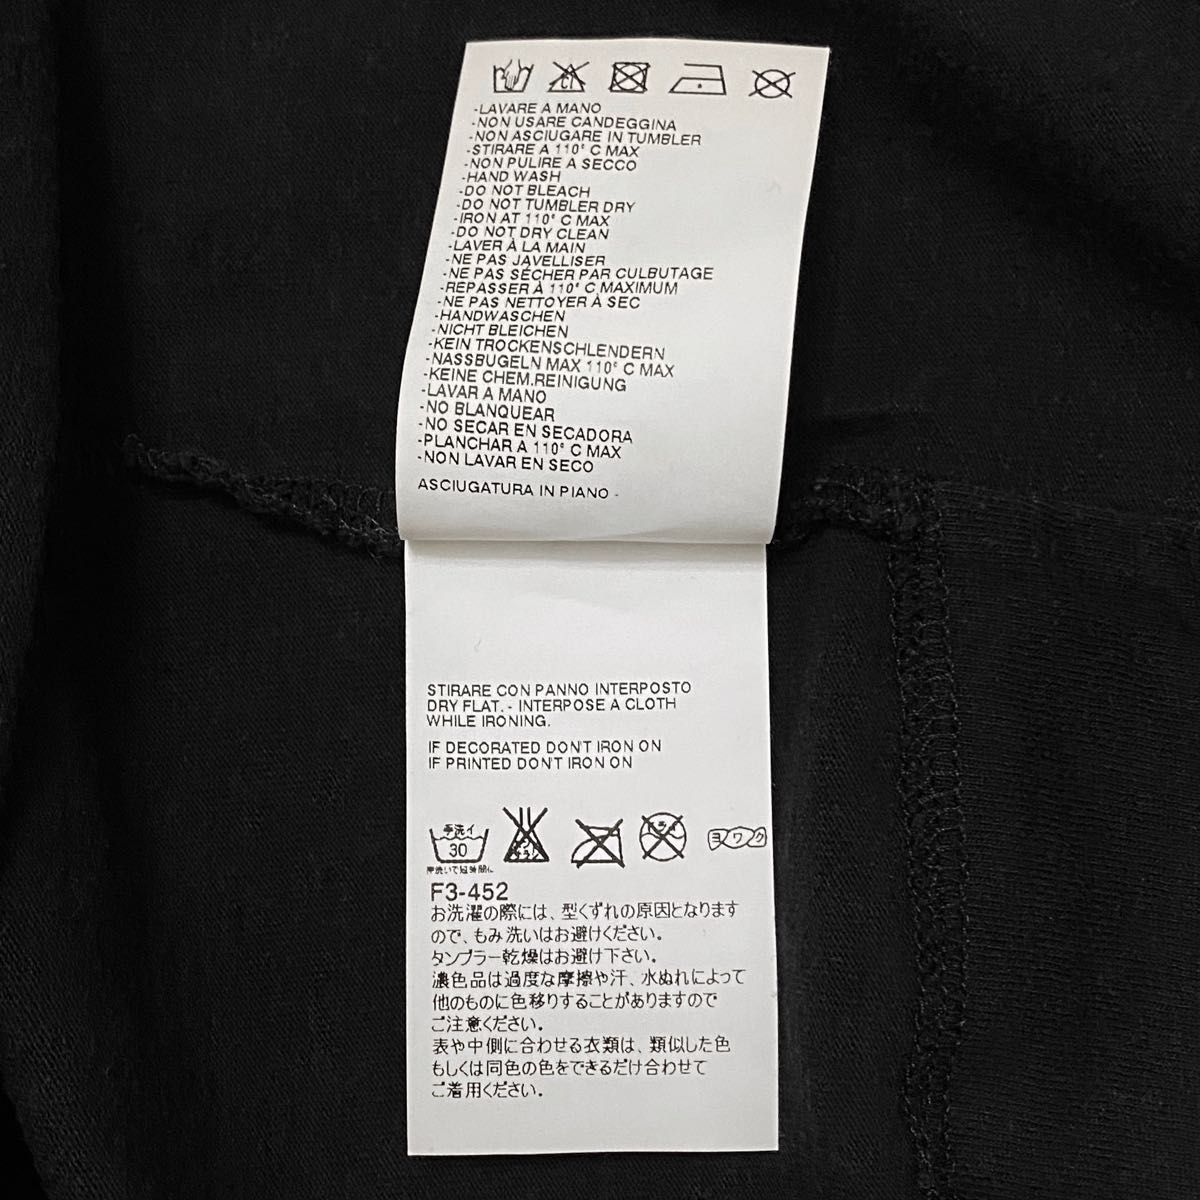 cl
-LAVARE A MANO
-NON USARE CANDEGGINA
-NON ASCIUGARE IN TUMBLER
-STIRARE A 110° C MAX
-NON PULIRE A SECCO
-HAND WASH
-DO NOT BLEACH
-DO NOT TUMBLER DRY
-IRON AT 110° C MAX
-DO NOT DRY CLEAN
-LAVER À LA MAIN
-NE PAS JAVELLISER
-NE PAS SÉCHER PAR CULBUTAGE
-REPASSER À 110° C MAXIMUM
-NE PAS NETTOYER À SEC
-HANDWASCHEN
-NICHT BLEICHEN
-KEIN TROCKENSCHLENDERN
-NASSBUGELN MAX 110° C MAX
-KEINE CHEM.REINIGUNG
-LAVAR A MANO
-NO BLANQUEAR
-NO SECAR EN SECADORA
-PLANCHAR A 110° C MAX
-NON LAVAR EN SECO
ASCIUGATURA IN PIANO -
STIRARE CON PANNO INTERPOSTO
DRY FLAT. - INTERPOSE A CLOTH
WHILE IRONING.
IF DECORATED DONT IRON ON
IF PRINTED DONT IRON ON
手洗イ
30
ヨワク
押洗いで短時間に
F3-452
お洗濯の際には、型くずれの原因となります
ので、もみ洗いはお避けください。
タンブラー乾燥はお避け下さい。
濃色品は過度な摩擦や汗、水ぬれによって
他のものに色移りすることがありますので
ご注意ください。
表や中側に合わせる衣類は、類似した色
もしくは同色の色をできるだけ合わせて
ご着用ください。